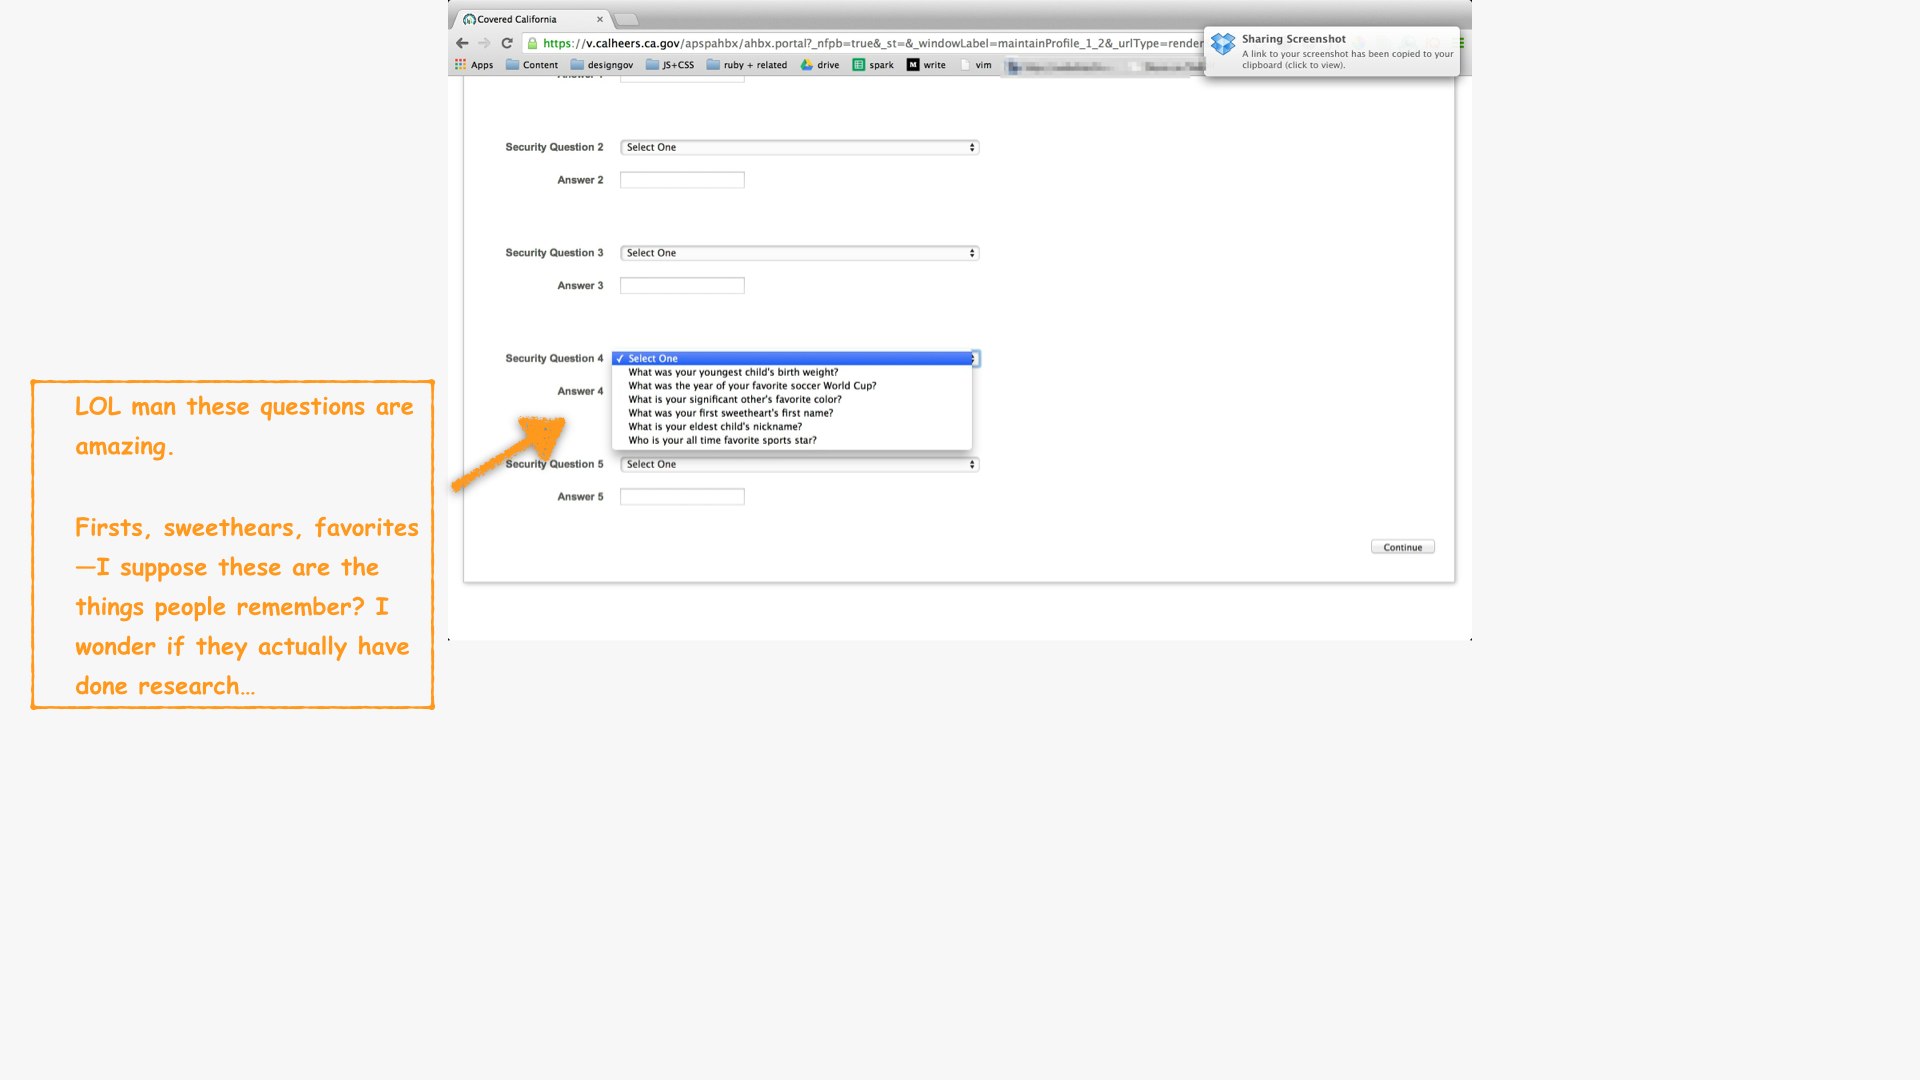 Covered California
https://v.calheers.ca.gov/apspahbx/ahbx.portal?_nfpb=true&_st=&_windowLabel=maintainProfile_1_2&_urlType=render
Sharing Screenshot
A link to your screenshot has been copied to your
clipboard (click to view).
Apps Content designgov JS+CSS ruby + related drive spark M write vim
Security Question 2 Select One
Answer 2
Security Question 3 Select One
Answer 3
Security Question 4 ✓ Select One
What was your youngest child's birth weight?
What was the year of your favorite soccer World Cup?
Answer 4
What is your significant other's favorite color?
What was your first sweetheart's first name?
What is your eldest child's nickname?
Who is your all time favorite sports star?
Security Question 5 Select One
Answer 5
Continue
LOL man these questions are
amazing.
Firsts, sweethears, favorites
—I suppose these are the
things people remember? I
wonder if they actually have
done research…